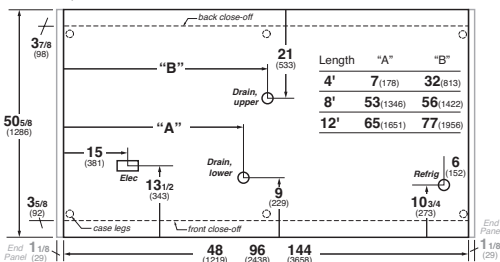 back close-off
3 7/8
(98)
21
(533)
Length "A" "B"
4' 7(178) 32(813)
8' 53(1346) 56(1422)
12' 65(1651) 77(1956)
"B"
Drain,
upper
50 5/8
(1286)
"A"
15
(381)
Elec
Drain,
lower
13 1/2
(343)
9
(229)
6
(152)
Refrig
10 3/4
(273)
3 5/8
(92)
case legs
front close-off
End
Panel
1 1/8
(29)
48 96 144
(1219) (2438) (3658)
End
Panel
1 1/8
(29)